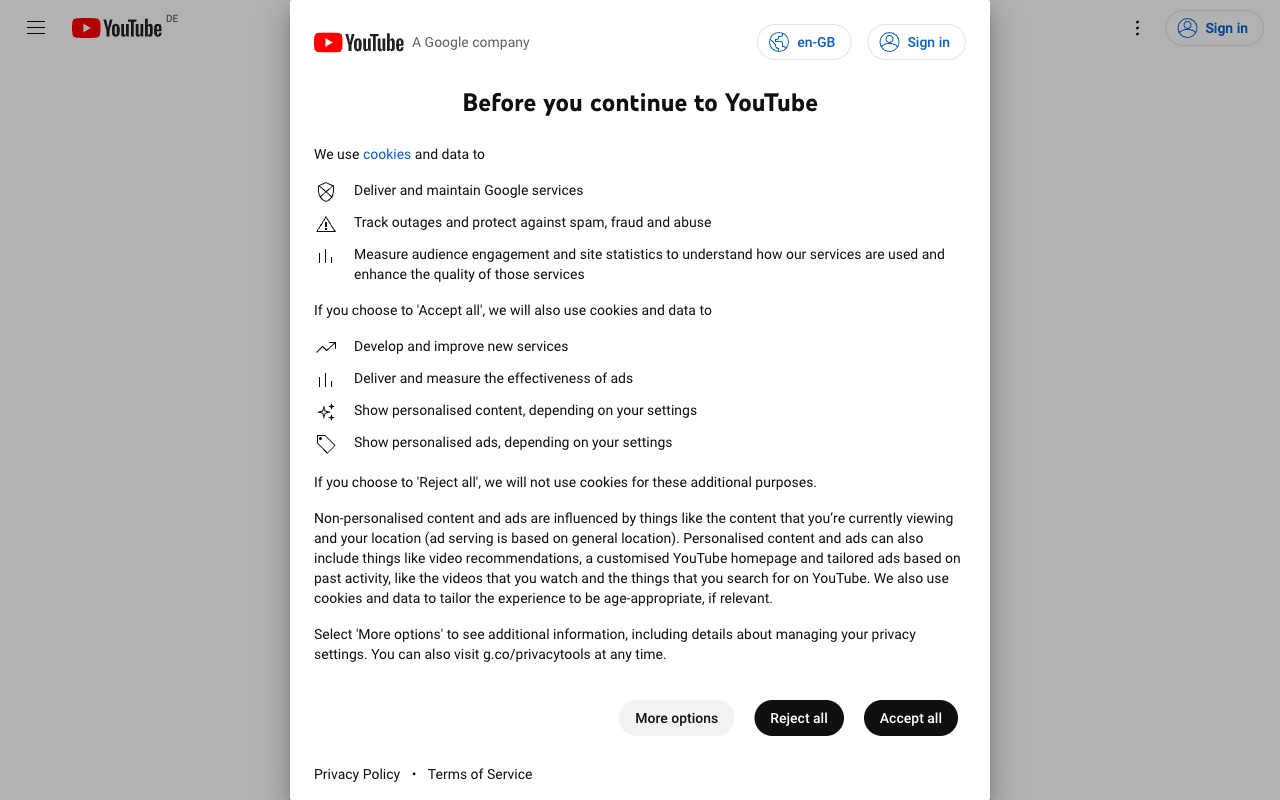 YouTube DE
Sign in
YouTube A Google company
en-GB
Sign in
Before you continue to YouTube
We use cookies and data to
Deliver and maintain Google services
Track outages and protect against spam, fraud and abuse
Measure audience engagement and site statistics to understand how our services are used and
enhance the quality of those services
If you choose to 'Accept all', we will also use cookies and data to
Develop and improve new services
Deliver and measure the effectiveness of ads
Show personalised content, depending on your settings
Show personalised ads, depending on your settings
If you choose to 'Reject all', we will not use cookies for these additional purposes.
Non-personalised content and ads are influenced by things like the content that you’re currently viewing
and your location (ad serving is based on general location). Personalised content and ads can also
include things like video recommendations, a customised YouTube homepage and tailored ads based on
past activity, like the videos that you watch and the things that you search for on YouTube. We also use
cookies and data to tailor the experience to be age-appropriate, if relevant.
Select 'More options' to see additional information, including details about managing your privacy
settings. You can also visit g.co/privacytools at any time.
More options
Reject all
Accept all
Privacy Policy • Terms of Service